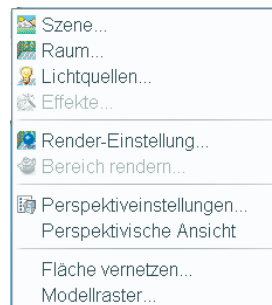 Szene...
Raum...
Lichtquellen...
Effekte...
Render-Einstellung...
Bereich rendern...
Perspektiveinstellungen...
Perspektivische Ansicht
Fläche vernetzen...
Modellraster...